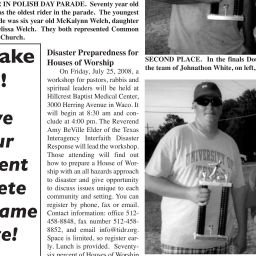 R IN POLISH DAY PARADE. Seventy year old
as the oldest rider in the parade. The youngest
de was six year old McKalynn Welch, daughter
elissa Welch. They both represented Common
Church.
ake
!
ve
ur
ent
ete
ame
e!
Disaster Preparedness for
Houses of Worship
On Friday, July 25, 2008, a
workshop for pastors, rabbis and
spiritual leaders will be held at
Hillcrest Baptist Medical Center,
3000 Herring Avenue in Waco. It
will begin at 8:30 am and con-
clude at 4:00 pm. The Reverend
Amy BeVille Elder of the Texas
Interagency Interfaith Disaster
Response will lead the workshop.
Those attending will find out
how to prepare a House of Wor-
ship with an all hazards approach
to disaster and give opportunity
to discuss issues unique to each
community and setting. You can
register by phone, fax or email.
Contact information: office 512-
458-8848, fax number 512-458-
8852, and email info@tidr.org.
Space is limited, so register ear-
ly. Lunch is provided. Seventy-
six percent of Houses of Worship
SECOND PLACE. In the finals Do
the team of Johnathon White, on left,